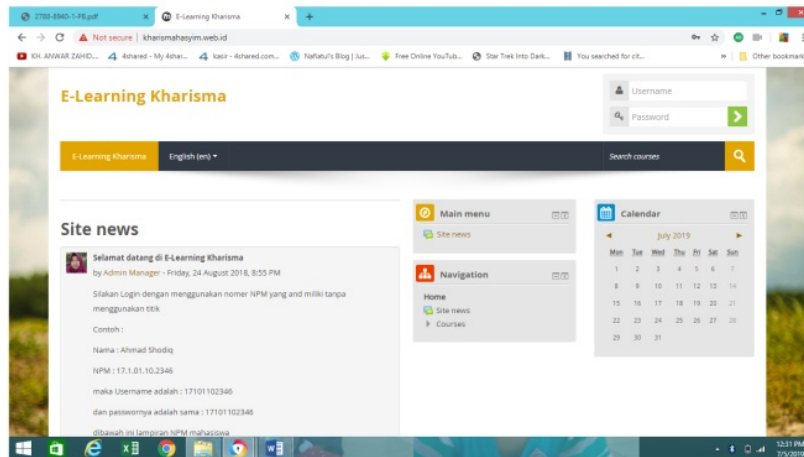 2788-8940-1-PB.pdf
E-Learning Kharisma
Not secure | kharismahasyim.web.id
KH. ANWAR ZAHID...
4shared - My 4shar...
kasir - 4shared.com...
Nafiatul's Blog | Jus...
Free Online YouTub...
Star Trek Into Dark...
You searched for cit...
Other bookmark
E-Learning Kharisma
Username
Password
E-Learning Kharisma
English (en)
Search courses
Site news
Selamat datang di E-Learning Kharisma
by Admin Manager - Friday, 24 August 2018, 8:55 PM
Silakan Login dengan menggunakan nomer NPM yang and miliki tanpa
menggunakan titik
Contoh :
Nama : Ahmad Shodiq
NPM : 17.1.01.10.2346
maka Username adalah : 17101102346
dan passwornya adalah sama : 17101102346
dibawah ini lampiran NPM mahasiswa
Main menu
Site news
Navigation
Home
Site news
Courses
Calendar
July 2019
Mon Tue Wed Thu Fri Sat Sun
1 2 3 4 5 6 7
8 9 10 11 12 13 14
15 16 17 18 19 20 21
22 23 24 25 26 27 28
29 30 31
12:31 PM
7/5/2019